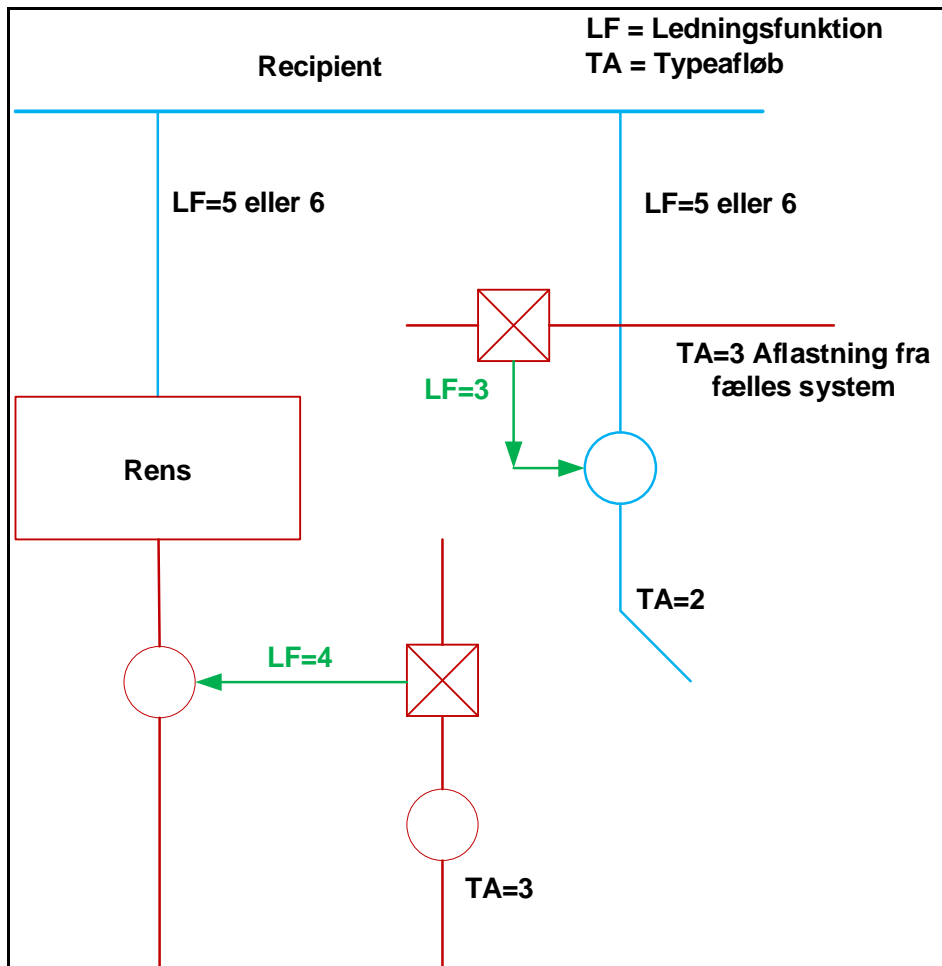 LF = Ledningsfunktion
TA = Typeafløb
Recipient
LF=5 eller 6
LF=5 eller 6
TA=3 Aflastning fra
fælles system
LF=3
Rens
TA=2
LF=4
TA=3